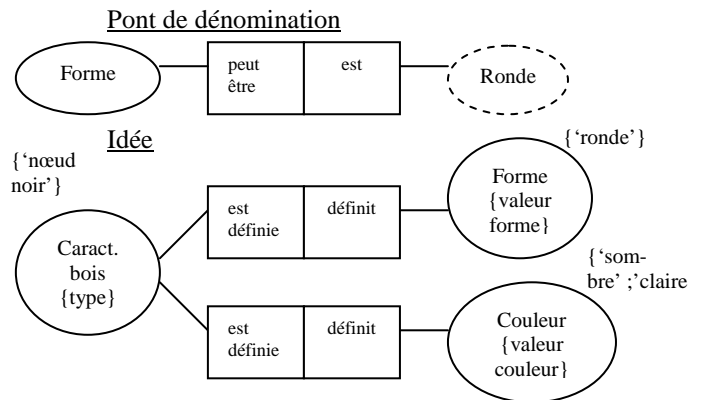 Pont de dénomination
Forme
peut
être
est
Ronde
Idée
{‘nœud
noir’}
{‘ronde’}
Caract.
bois
{type}
est
définie
définit
Forme
{valeur
forme}
{‘som-
bre’ ;’claire
est
définie
définit
Couleur
{valeur
couleur}